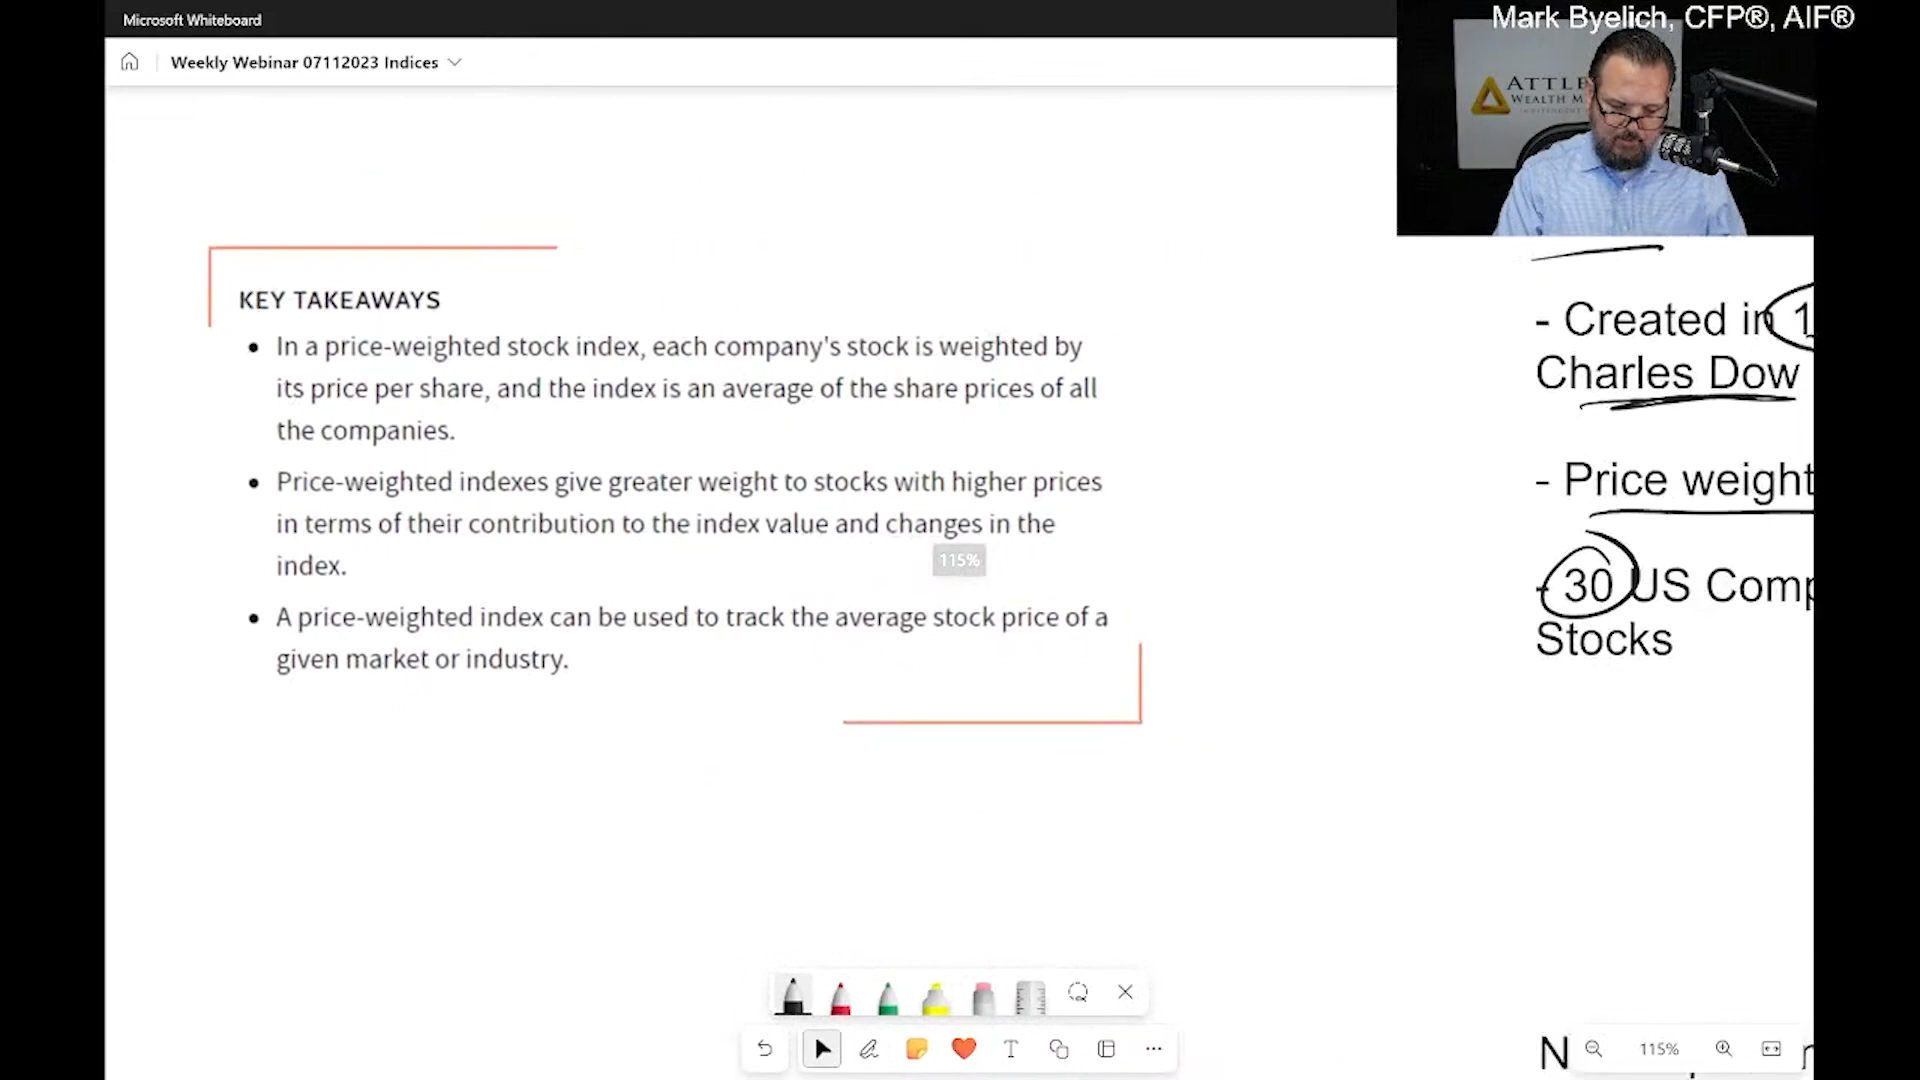 Microsoft Whiteboard
Mark Byelich, CFP®, AIF®
Weekly Webinar 07112023 Indices
ATTLE
WEALTH M
KEY TAKEAWAYS
In a price-weighted stock index, each company's stock is weighted by
its price per share, and the index is an average of the share prices of all
the companies.
Price-weighted indexes give greater weight to stocks with higher prices
in terms of their contribution to the index value and changes in the
index.
115%
A price-weighted index can be used to track the average stock price of a
given market or industry.
- Created in 1
Charles Dow
- Price weight
- 30 US Comp
Stocks
N
115%